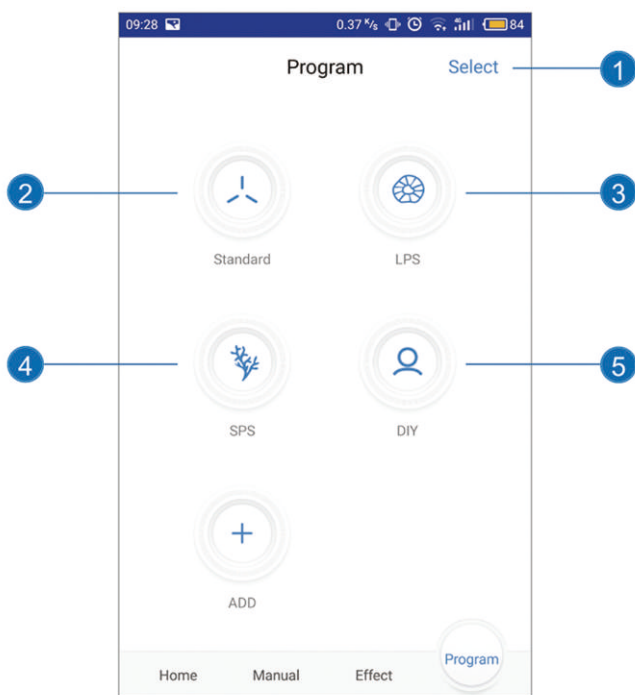 09:28 0.37 K/s 4G 84
Program Select
1
2 3
Standard LPS
4 5
SPS DIY
ADD
Home Manual Effect Program